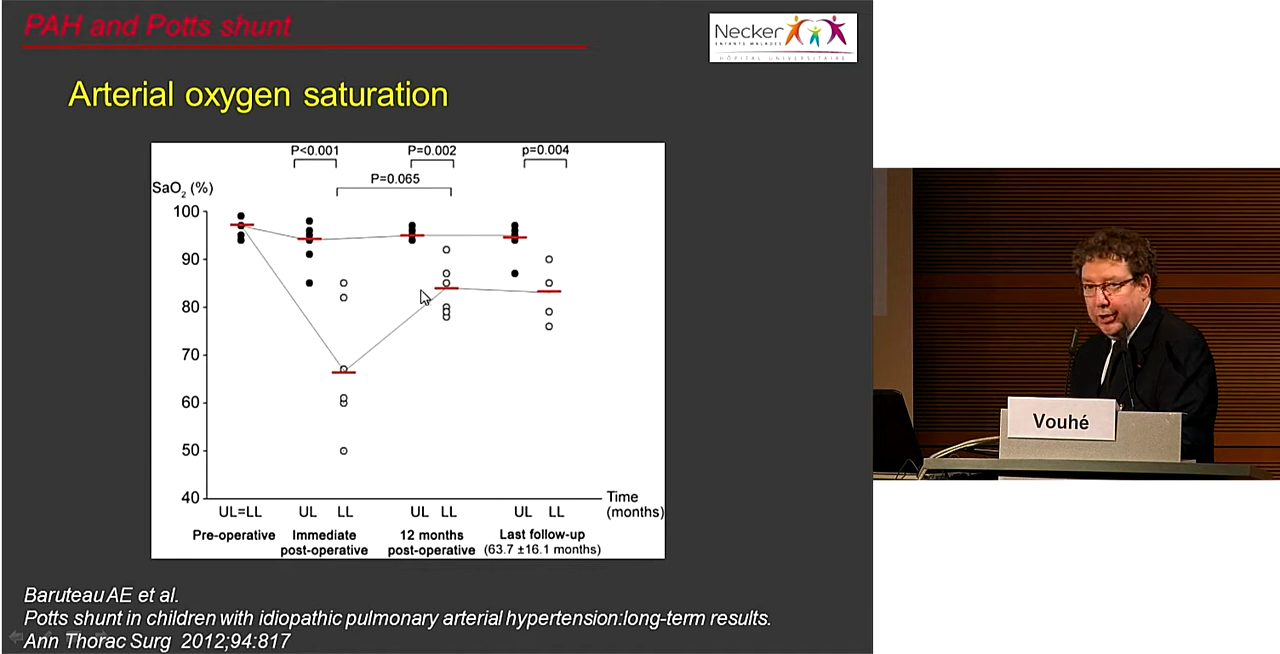 PAH and Potts shunt
Necker
ENFANTS MALADES
HÔPITAL UNIVERSITAIRE
Arterial oxygen saturation
P<0.001
P=0.002
p=0.004
P=0.065
SaO2 (%)
100
90
80
70
60
50
40
Time
(months)
UL=LL
UL LL
UL LL
UL LL
Pre-operative
Immediate
post-operative
12 months
post-operative
Last follow-up
(63.7 ±16.1 months)
Vouhé
Baruteau AE et al.
Potts shunt in children with idiopathic pulmonary arterial hypertension:long-term results.
Ann Thorac Surg 2012;94:817